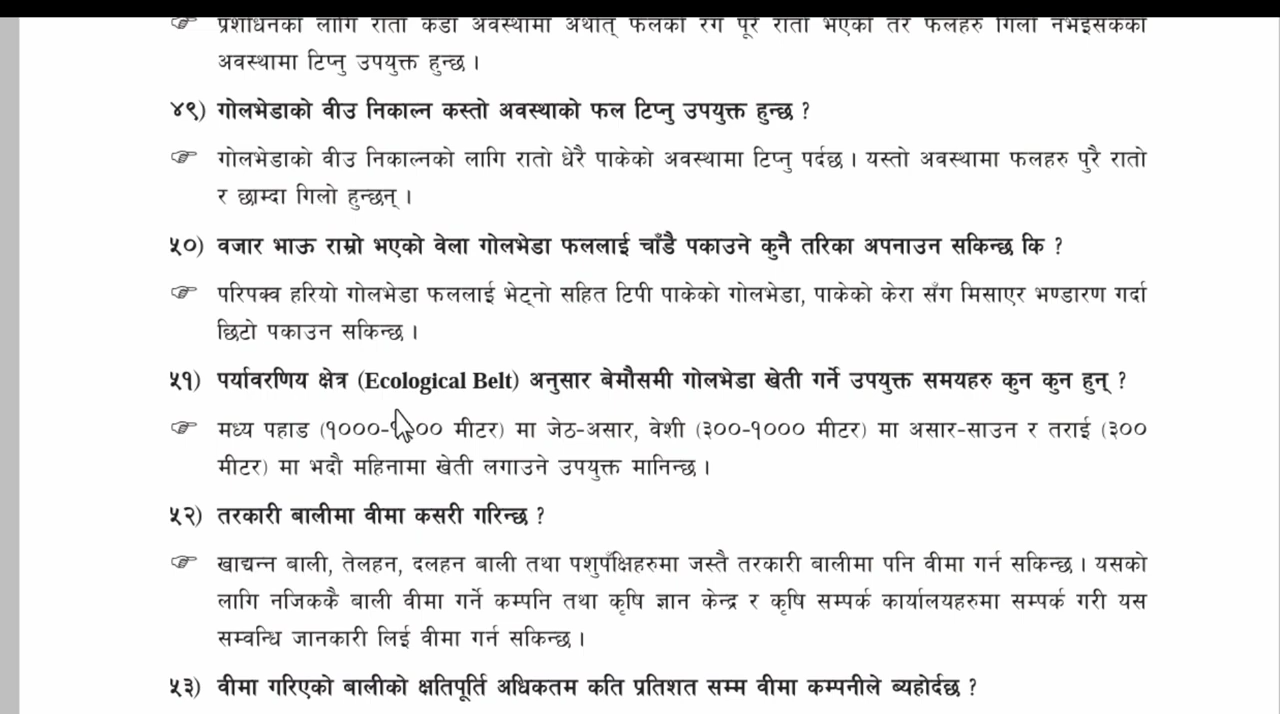 प्रशोधनको लागि रातो कडा अवस्थामा अर्थात् फलको रंग पूरै रातो भएको तर फलहरु गिलो नभइसकेको
अवस्थामा टिप्नु उपयुक्त हुन्छ ।
४९) गोलभेडाको वीउ निकाल्न कस्तो अवस्थाको फल टिप्नु उपयुक्त हुन्छ ?
गोलभेडाको वीउ निकाल्नको लागि रातो धेरै पाकेको अवस्थामा टिप्नु पर्दछ । यस्तो अवस्थामा फलहरु पुरै रातो
र छाम्दा गिलो हुन्छन् ।
५०) वजार भाऊ राम्रो भएको वेला गोलभेडा फललाई चाँडै पकाउने कुनै तरिका अपनाउन सकिन्छ कि ?
परिपक्व हरियो गोलभेडा फललाई भेट्नो सहित टिपी पाकेको गोलभेडा, पाकेको केरा सँग मिसाएर भण्डारण गर्दा
छिटो पकाउन सकिन्छ ।
५१) पर्यावरणिय क्षेत्र (Ecological Belt) अनुसार बेमौसमी गोलभेडा खेती गर्ने उपयुक्त समयहरु कुन कुन हुन् ?
मध्य पहाड मीटर) मा जेठ-असार, वेशी (३००-१००० मीटर) मा असार-साउन र तराई (३००
मीटर) मा भदौ महिनामा खेती लगाउने उपयुक्त मानिन्छ ।
५२) तरकारी बालीमा वीमा कसरी गरिन्छ ?
खाद्यन्न बाली, तेलहन, दलहन बाली तथा पशुपँक्षिहरुमा जस्तै तरकारी बालीमा पनि वीमा गर्न सकिन्छ । यसको
लागि नजिककै बाली वीमा गर्ने कम्पनि तथा कृषि ज्ञान केन्द्र र कृषि सम्पर्क कार्यालयहरुमा सम्पर्क गरी यस
सम्वन्धि जानकारी लिई वीमा गर्न सकिन्छ ।
५३) वीमा गरिएको बालीको क्षतिपूर्ति अधिकतम कति प्रतिशत सम्म वीमा कम्पनीले ब्यहोर्दछ ?